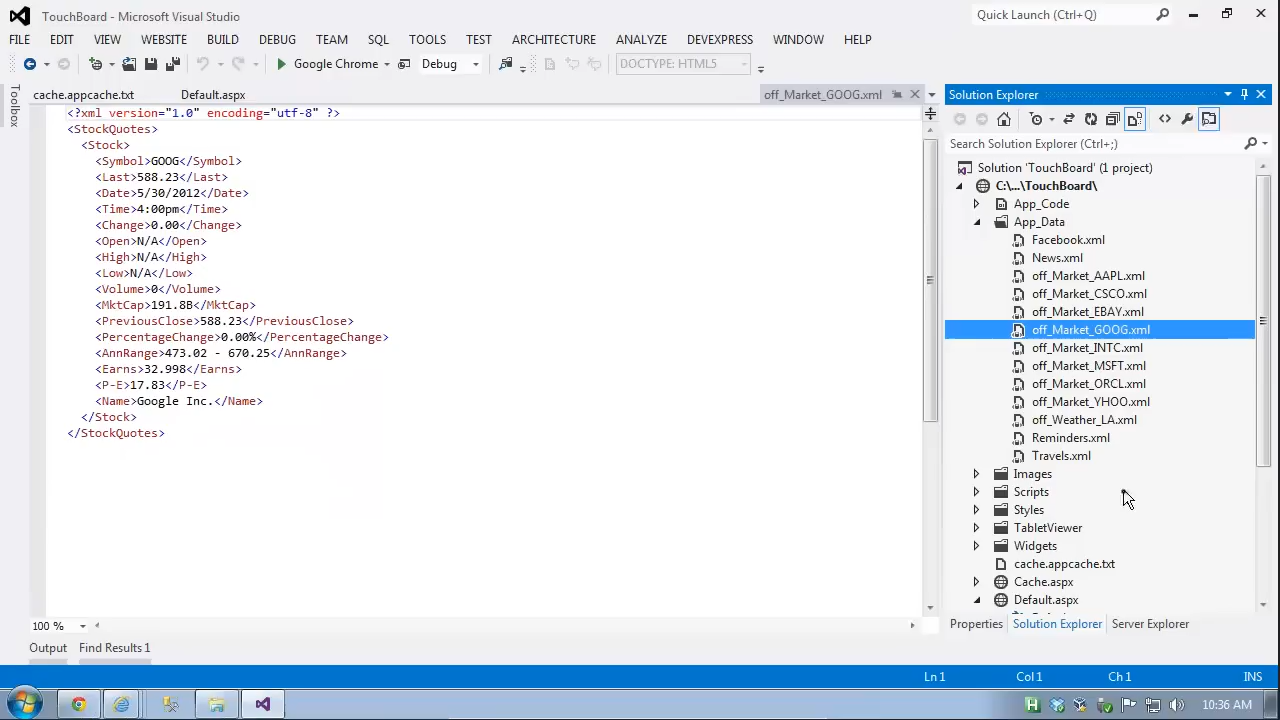 TouchBoard - Microsoft Visual Studio
Quick Launch (Ctrl+Q)
FILE EDIT VIEW WEBSITE BUILD DEBUG TEAM SQL TOOLS TEST ARCHITECTURE ANALYZE DEVEXPRESS WINDOW HELP
Google Chrome Debug DOCTYPE: HTML5
Toolbox
cache.appcache.txt Default.aspx off_Market_GOOG.xml
<?xml version="1.0" encoding="utf-8" ?>
<StockQuotes>
<Stock>
<Symbol>GOOG</Symbol>
<Last>588.23</Last>
<Date>5/30/2012</Date>
<Time>4:00pm</Time>
<Change>0.00</Change>
<Open>N/A</Open>
<High>N/A</High>
<Low>N/A</Low>
<Volume>0</Volume>
<MktCap>191.8B</MktCap>
<PreviousClose>588.23</PreviousClose>
<PercentageChange>0.00%</PercentageChange>
<AnnRange>473.02 - 670.25</AnnRange>
<Earns>32.998</Earns>
<P-E>17.83</P-E>
<Name>Google Inc.</Name>
</Stock>
</StockQuotes>
100 %
Solution Explorer
Search Solution Explorer (Ctrl+;)
Solution 'TouchBoard' (1 project)
C:\...\TouchBoard\
App_Code
App_Data
Facebook.xml
News.xml
off_Market_AAPL.xml
off_Market_CSCO.xml
off_Market_EBAY.xml
off_Market_GOOG.xml
off_Market_INTC.xml
off_Market_MSFT.xml
off_Market_ORCL.xml
off_Market_YHOO.xml
off_Weather_LA.xml
Reminders.xml
Travels.xml
Images
Scripts
Styles
TabletViewer
Widgets
cache.appcache.txt
Cache.aspx
Default.aspx
Properties Solution Explorer Server Explorer
Output Find Results 1
Ln 1 Col 1 Ch 1 INS
10:36 AM